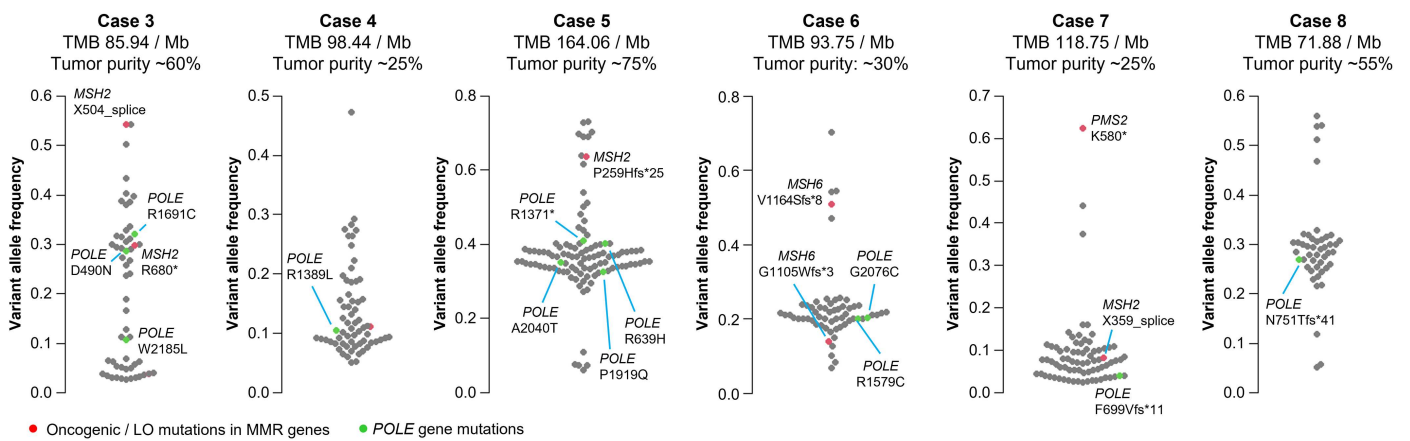 Case 3
TMB 85.94 / Mb
Tumor purity ~60%
Variant allele frequency
0.6
0.5
0.4
0.3
0.2
0.1
0.0
MSH2
X504_splice
POLE
R1691C
POLE
D490N
MSH2
R680*
POLE
W2185L
Case 4
TMB 98.44 / Mb
Tumor purity ~25%
Variant allele frequency
0.5
0.4
0.3
0.2
0.1
0.0
POLE
R1389L
Case 5
TMB 164.06 / Mb
Tumor purity ~75%
Variant allele frequency
0.8
0.6
0.4
0.2
0.0
MSH2
P259Hfs*25
POLE
R1371*
POLE
A2040T
POLE
R639H
POLE
P1919Q
Case 6
TMB 93.75 / Mb
Tumor purity: ~30%
Variant allele frequency
0.8
0.6
0.4
0.2
0.0
MSH6
V1164Sfs*8
MSH6
G1105Wfs*3
POLE
G2076C
POLE
R1579C
Case 7
TMB 118.75 / Mb
Tumor purity ~25%
Variant allele frequency
0.7
0.6
0.5
0.4
0.3
0.2
0.1
0.0
PMS2
K580*
MSH2
X359_splice
POLE
F699Vfs*11
Case 8
TMB 71.88 / Mb
Tumor purity ~55%
Variant allele frequency
0.6
0.5
0.4
0.3
0.2
0.1
0.0
POLE
N751Tfs*41
Oncogenic / LO mutations in MMR genes
POLE gene mutations